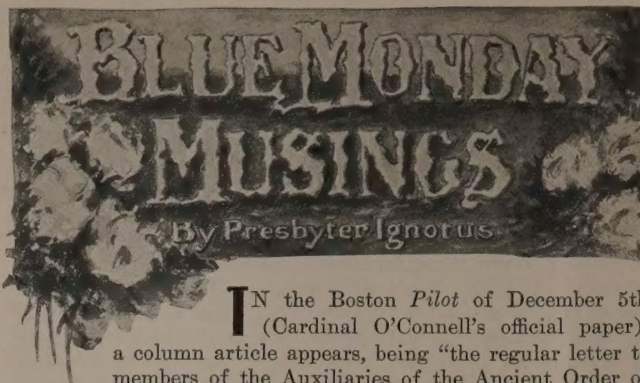 BLUE MONDAY
MUSINGS
By Presbyter Ignotus
IN the Boston Pilot of December 5th
(Cardinal O'Connell's official paper)
a column article appears, being "the regular letter t
members of the Auxiliaries of the Ancient Order o